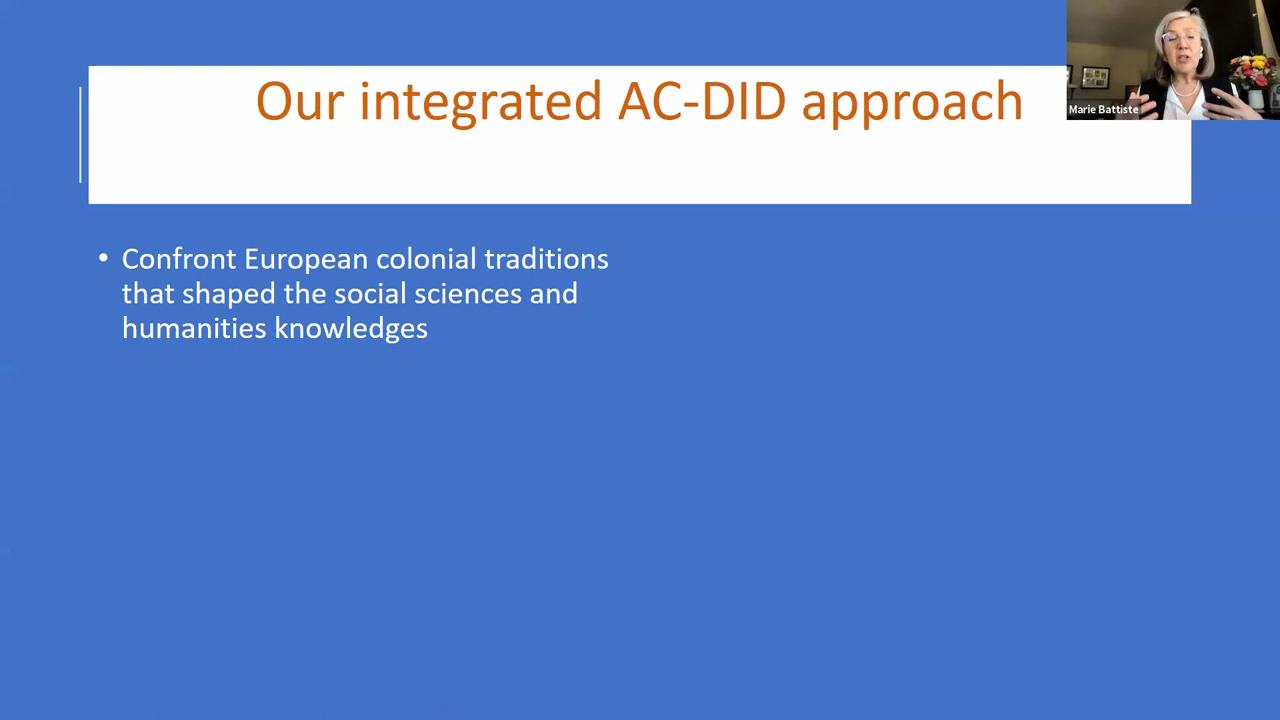 Our integrated AC-DID approach
Marie Battiste
• Confront European colonial traditions
that shaped the social sciences and
humanities knowledges